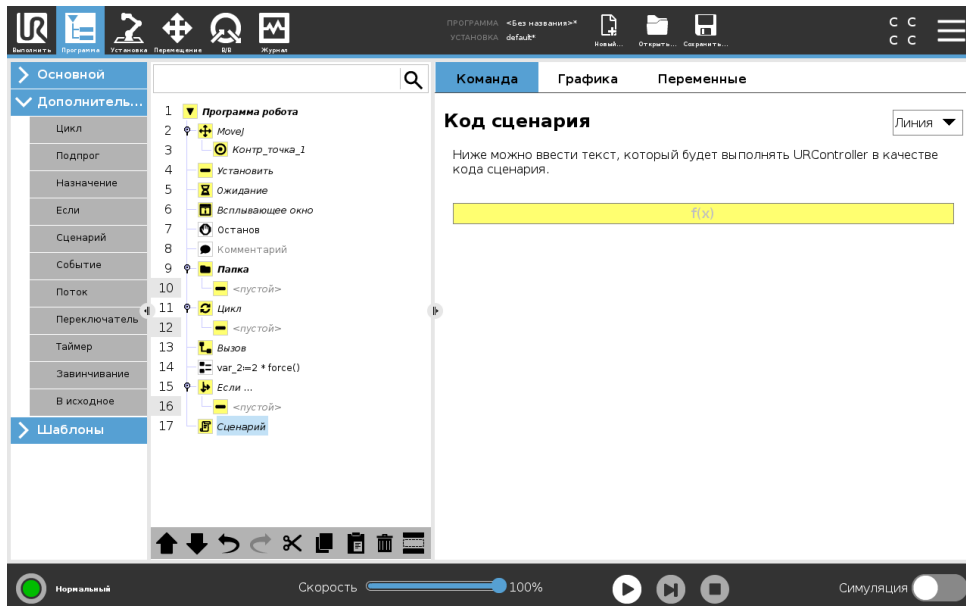 UR
Выполнить
Программа
Установка
Перемещение
В/В
Журнал
ПРОГРАММА <Без названия>*
УСТАНОВКА default*
Новый...
Открыть...
Сохранить...
C C
C C
Основной
Дополнитель...
Цикл
Подпрог
Назначение
Если
Сценарий
Событие
Поток
Переключатель
Таймер
Завинчивание
В исходное
Шаблоны
1 Программа робота
2 MoveJ
3 Контр_точка_1
4 Установить
5 Ожидание
6 Всплывающее окно
7 Останов
8 Комментарий
9 Папка
10 <пустой>
11 Цикл
12 <пустой>
13 Вызов
14 var_2≔2 * force()
15 Если ...
16 <пустой>
17 Сценарий
Команда Графика Переменные
Код сценария
Линия
Ниже можно ввести текст, который будет выполнять URController в качестве
кода сценария.
f(x)
Нормальный
Скорость 100%
Симуляция